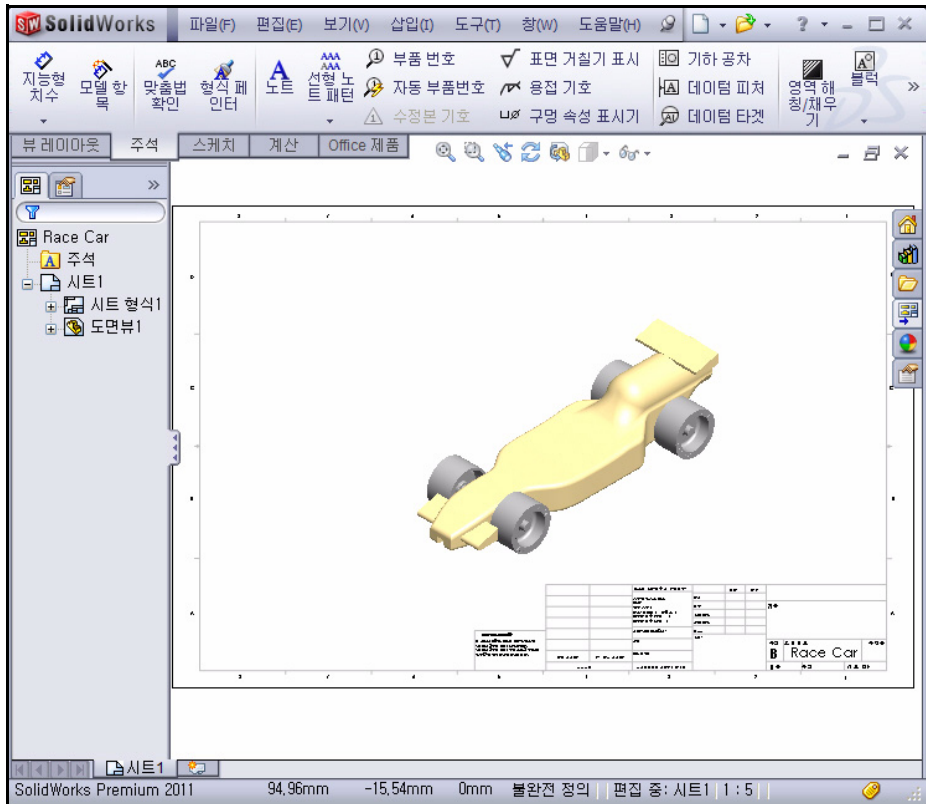 SolidWorks 파일(F) 편집(E) 보기(V) 삽입(I) 도구(T) 창(W) 도움말(H)
지능형 치수
모델 항목
ABC
맞춤법 확인
형식 페인터
노트
선형 노트 패턴
부품 번호
자동 부품번호
수정본 기호
표면 거칠기 표시
용접 기호
구멍 속성 표시기
기하 공차
데이텀 피처
데이텀 타겟
영역 해칭/채우기
블럭
뷰 레이아웃 주석 스케치 계산 Office 제품
Race Car
주석
시트1
시트 형식1
도면뷰1
B Race Car
시트1
SolidWorks Premium 2011 94,96mm -15,54mm 0mm 불완전 정의 편집 중: 시트1 1 : 5